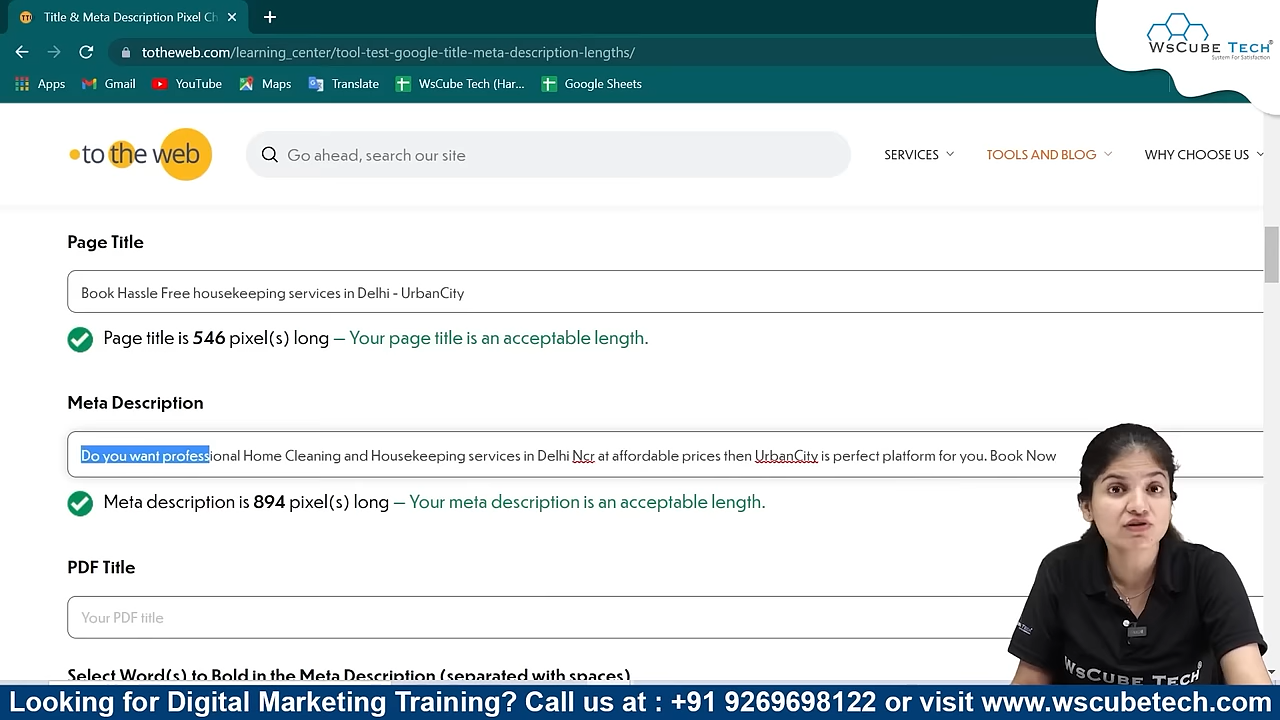 Title & Meta Description Pixel Ch
WsCube Tech®
System For Satisfaction
totheweb.com/learning_center/tool-test-google-title-meta-description-lengths/
Apps Gmail YouTube Maps Translate WsCube Tech (Har... Google Sheets
to the web Go ahead, search our site SERVICES TOOLS AND BLOG WHY CHOOSE US
Page Title
Book Hassle Free housekeeping services in Delhi - UrbanCity
Page title is 546 pixel(s) long – Your page title is an acceptable length.
Meta Description
Do you want professional Home Cleaning and Housekeeping services in Delhi Ncr at affordable prices then UrbanCity is perfect platform for you. Book Now
Meta description is 894 pixel(s) long – Your meta description is an acceptable length.
PDF Title
Your PDF title
Select Word(s) to Bold in the Meta Description (separated with spaces)
WsCube Tech®
Looking for Digital Marketing Training? Call us at : +91 9269698122 or visit www.wscubetech.com